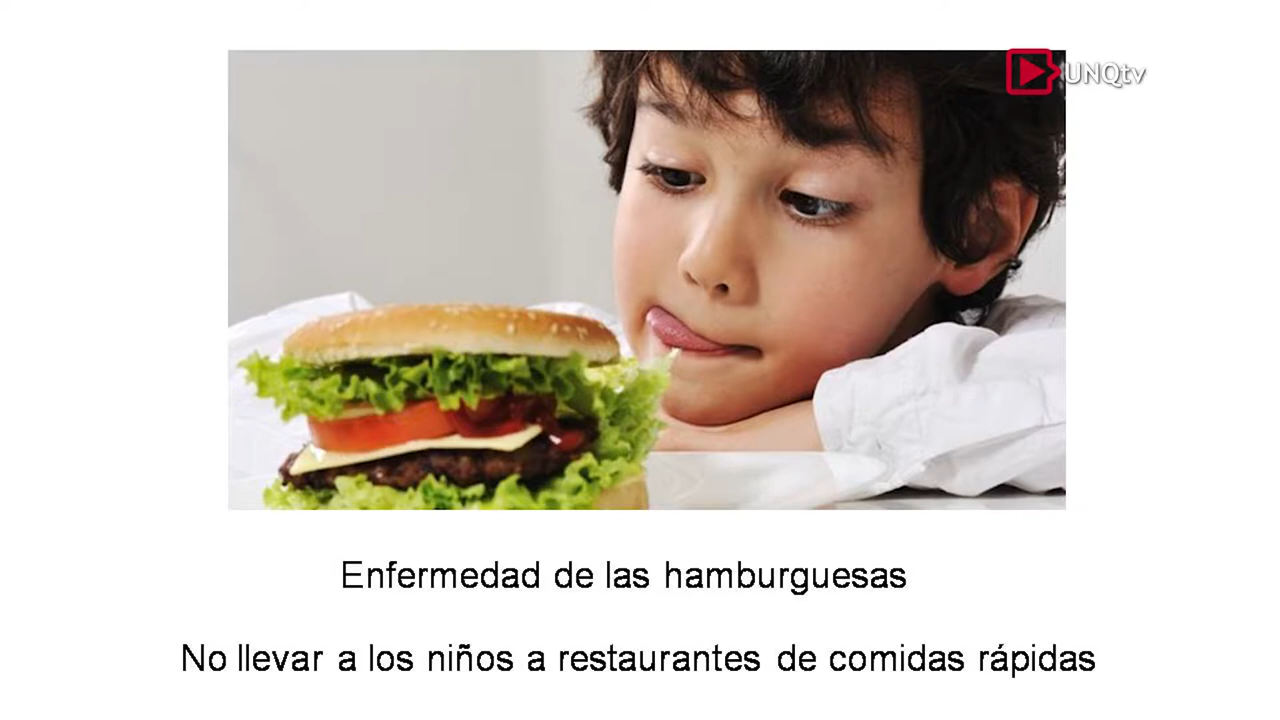 UNQtv
Enfermedad de las hamburguesas
No llevar a los niños a restaurantes de comidas rápidas